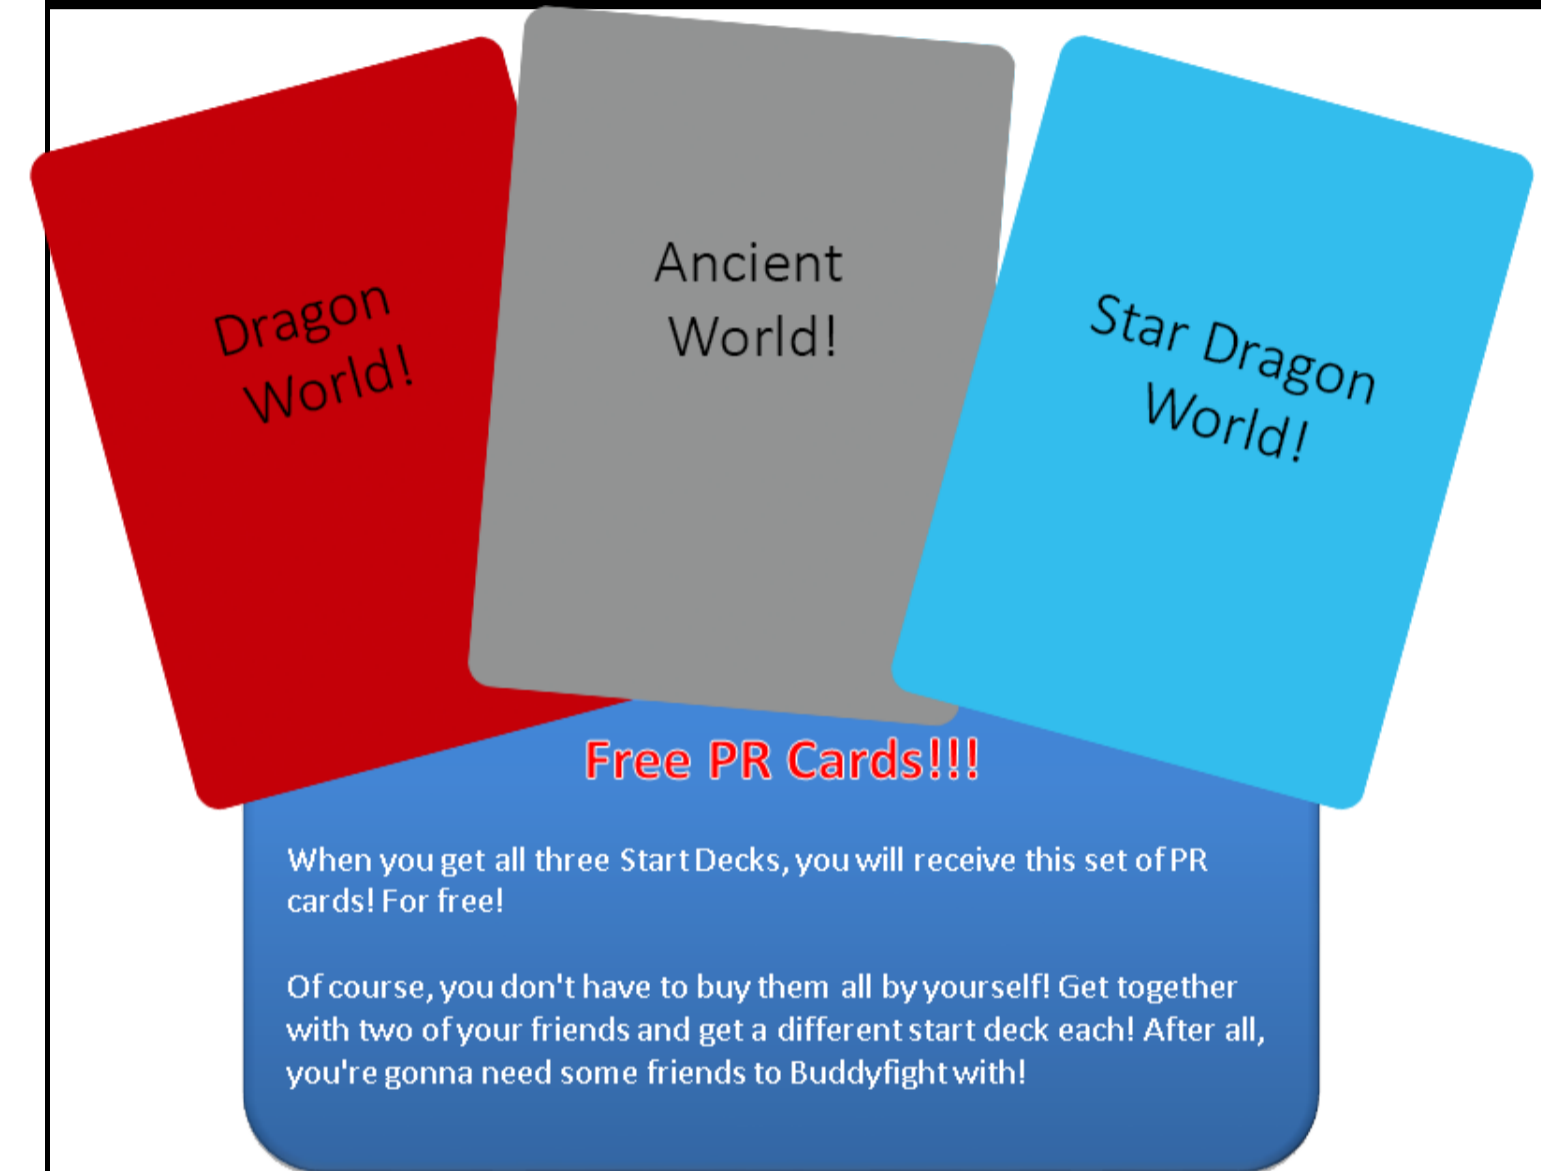 Dragon
World!
Ancient
World!
Star Dragon
World!
Free PR Cards!!!
When you get all three Start Decks, you will receive this set of PR
cards! For free!
Of course, you don't have to buy them all by yourself! Get together
with two of your friends and get a different start deck each! After all,
you're gonna need some friends to Buddyfight with!